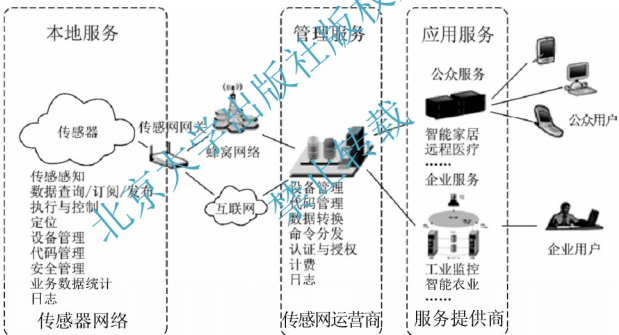 本地服务
传感器
传感感知
数据查询/订阅/发布
执行与控制
定位
设备管理
代码管理
安全管理
业务数据统计
日志
传感器网络
传感网网关
蜂窝网络
互联网
管理服务
设备管理
代码管理
数据转换
命令分发
认证与授权
计费
日志
传感网运营商
应用服务
公众服务
智能家居
远程医疗
……
企业服务
工业监控
智能农业
……
服务提供商
公众用户
企业用户
北京大学出版社版权
禁止转载